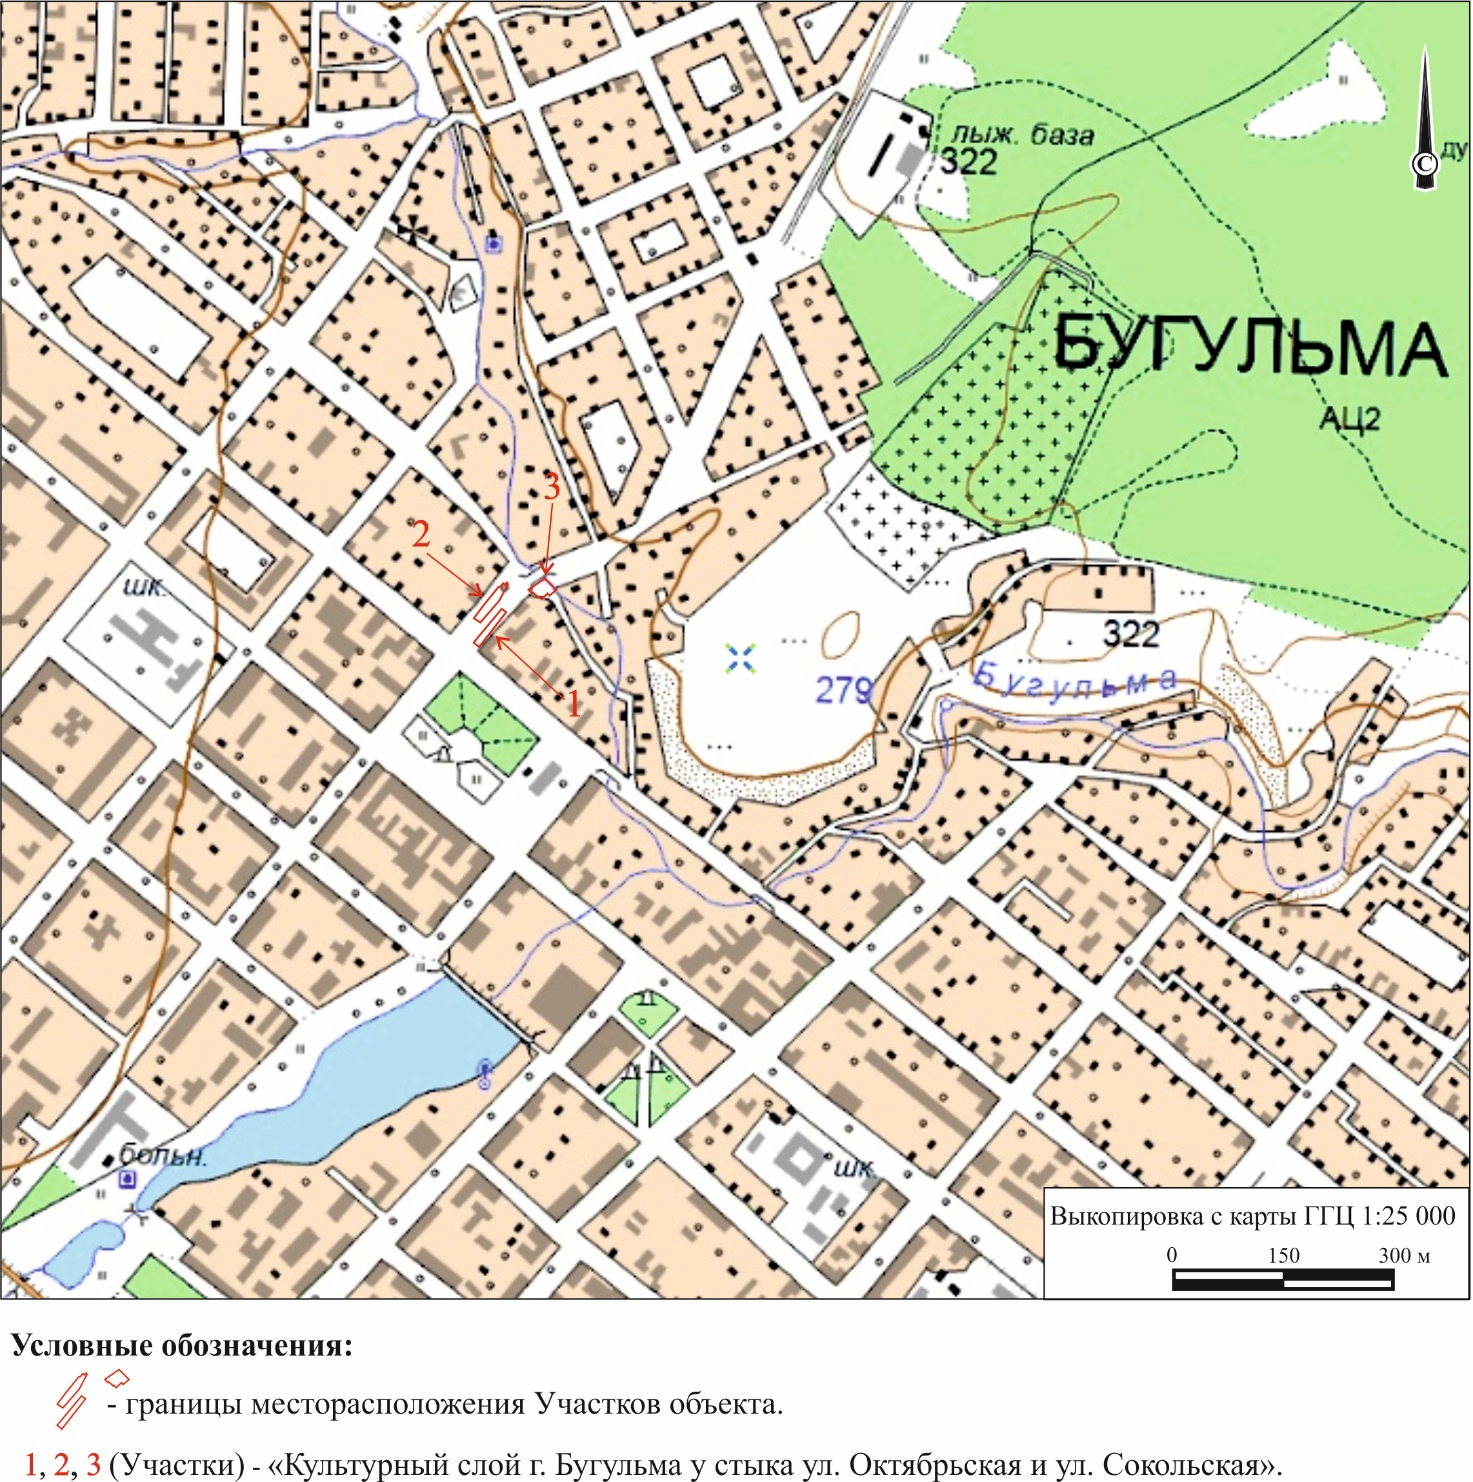 лыж. база
322
С
ду
БУГУЛЬМА
АЦ2
3
2
шк.
322
Бугульма
279
1
больн.
шк.
Выкопировка с карты ГГЦ 1:25 000
0 150 300 м
Условные обозначения:
- границы месторасположения Участков объекта.
1, 2, 3 (Участки) - «Культурный слой г. Бугульма у стыка ул. Октябрьская и ул. Сокольская».